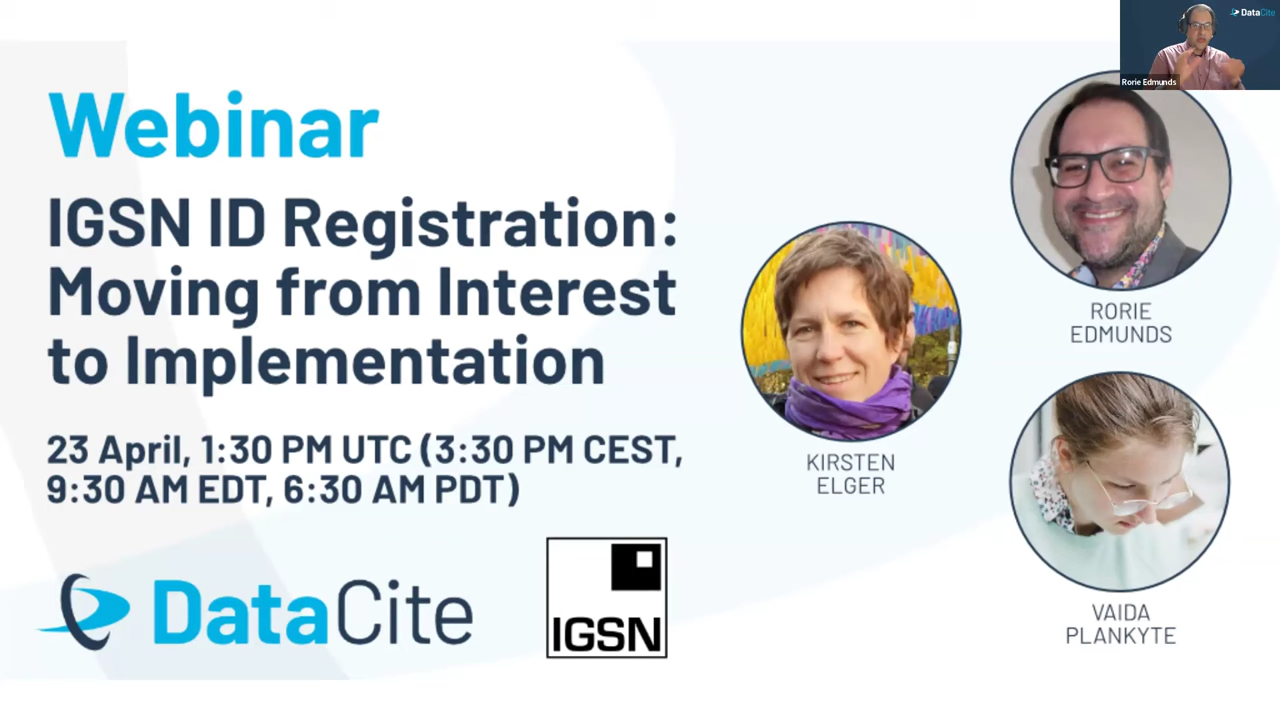 DataCite
Rorie Edmunds
Webinar
IGSN ID Registration:
Moving from Interest
to Implementation
23 April, 1:30 PM UTC (3:30 PM CEST,
9:30 AM EDT, 6:30 AM PDT)
DataCite
IGSN
RORIE
EDMUNDS
KIRSTEN
ELGER
VAIDA
PLANKYTE